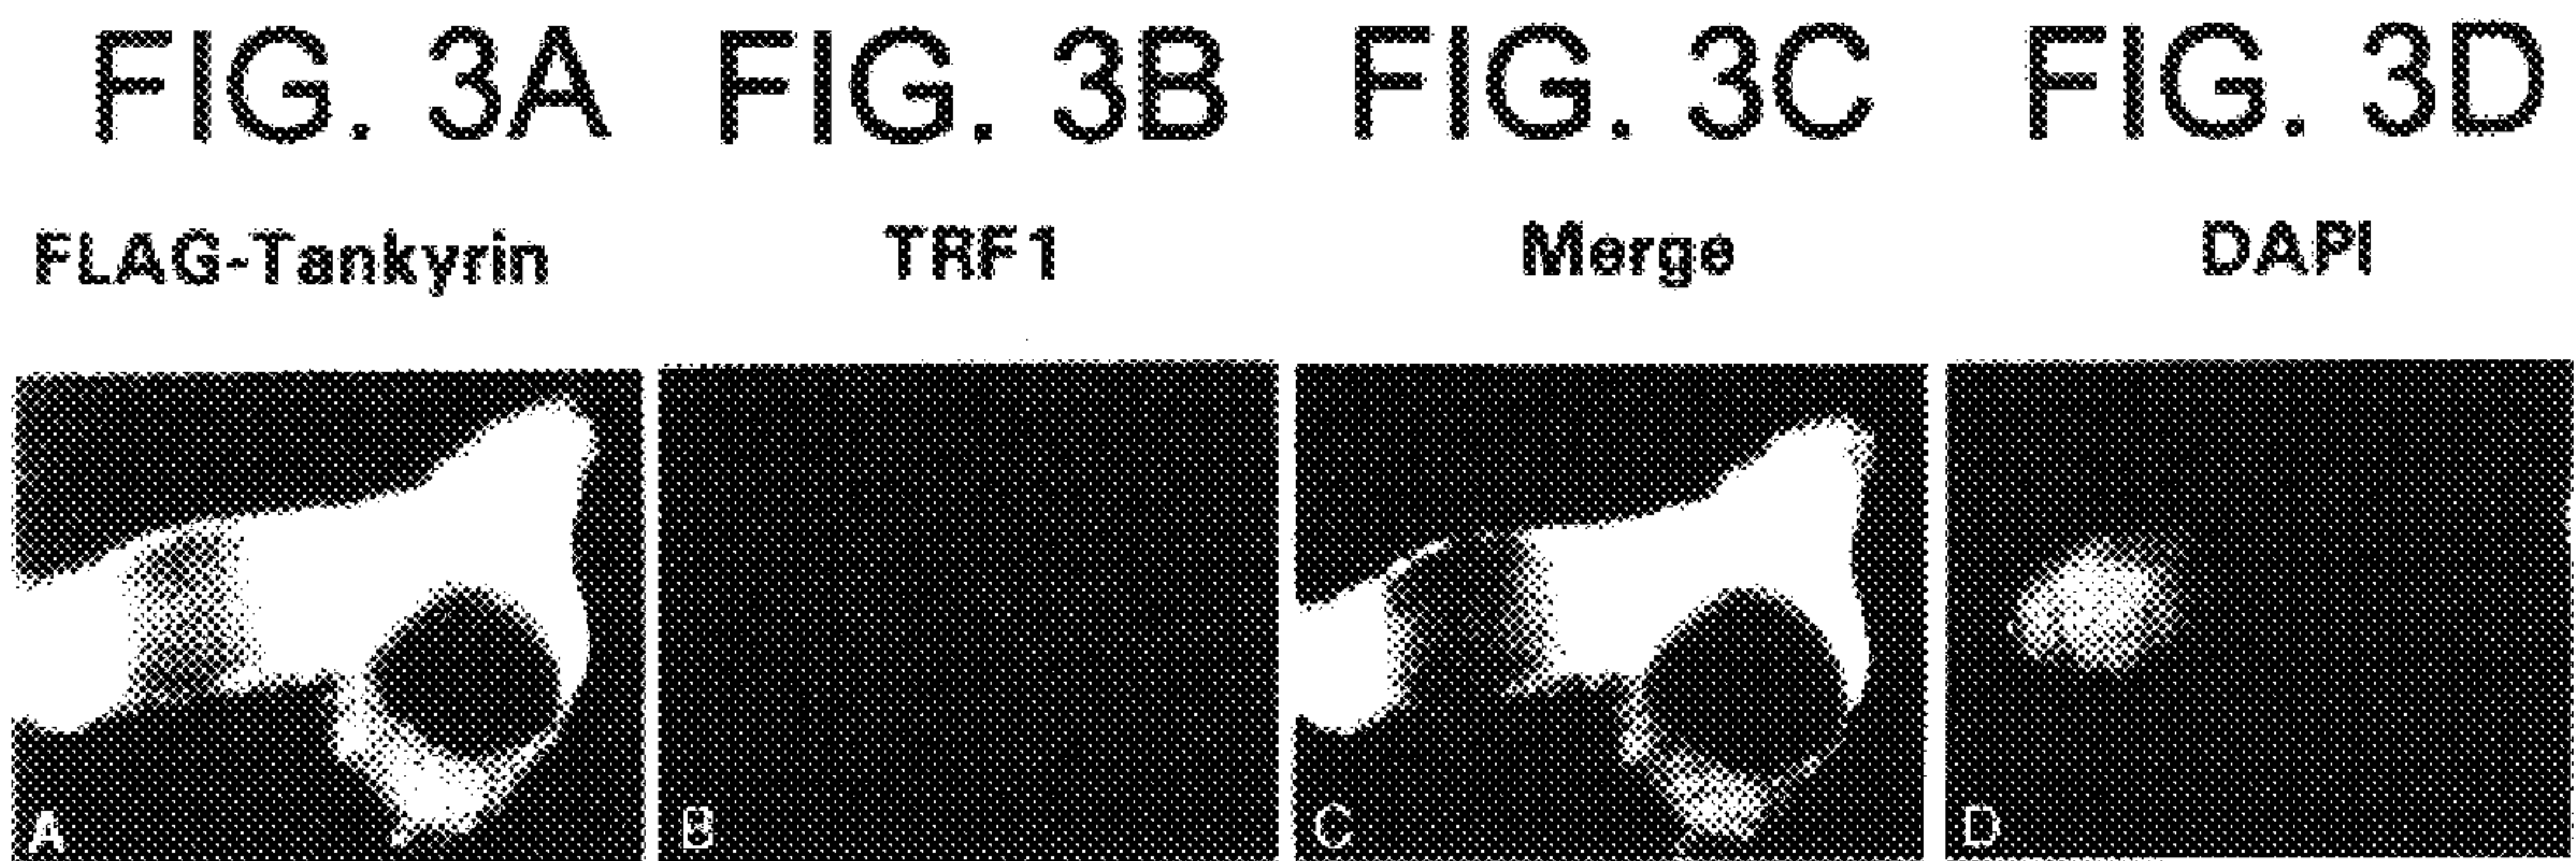 FIG. 3A FIG. 3B FIG. 3C FIG. 3D
FLAG-Tankyrin TRF1 Merge DAPI
A B C D